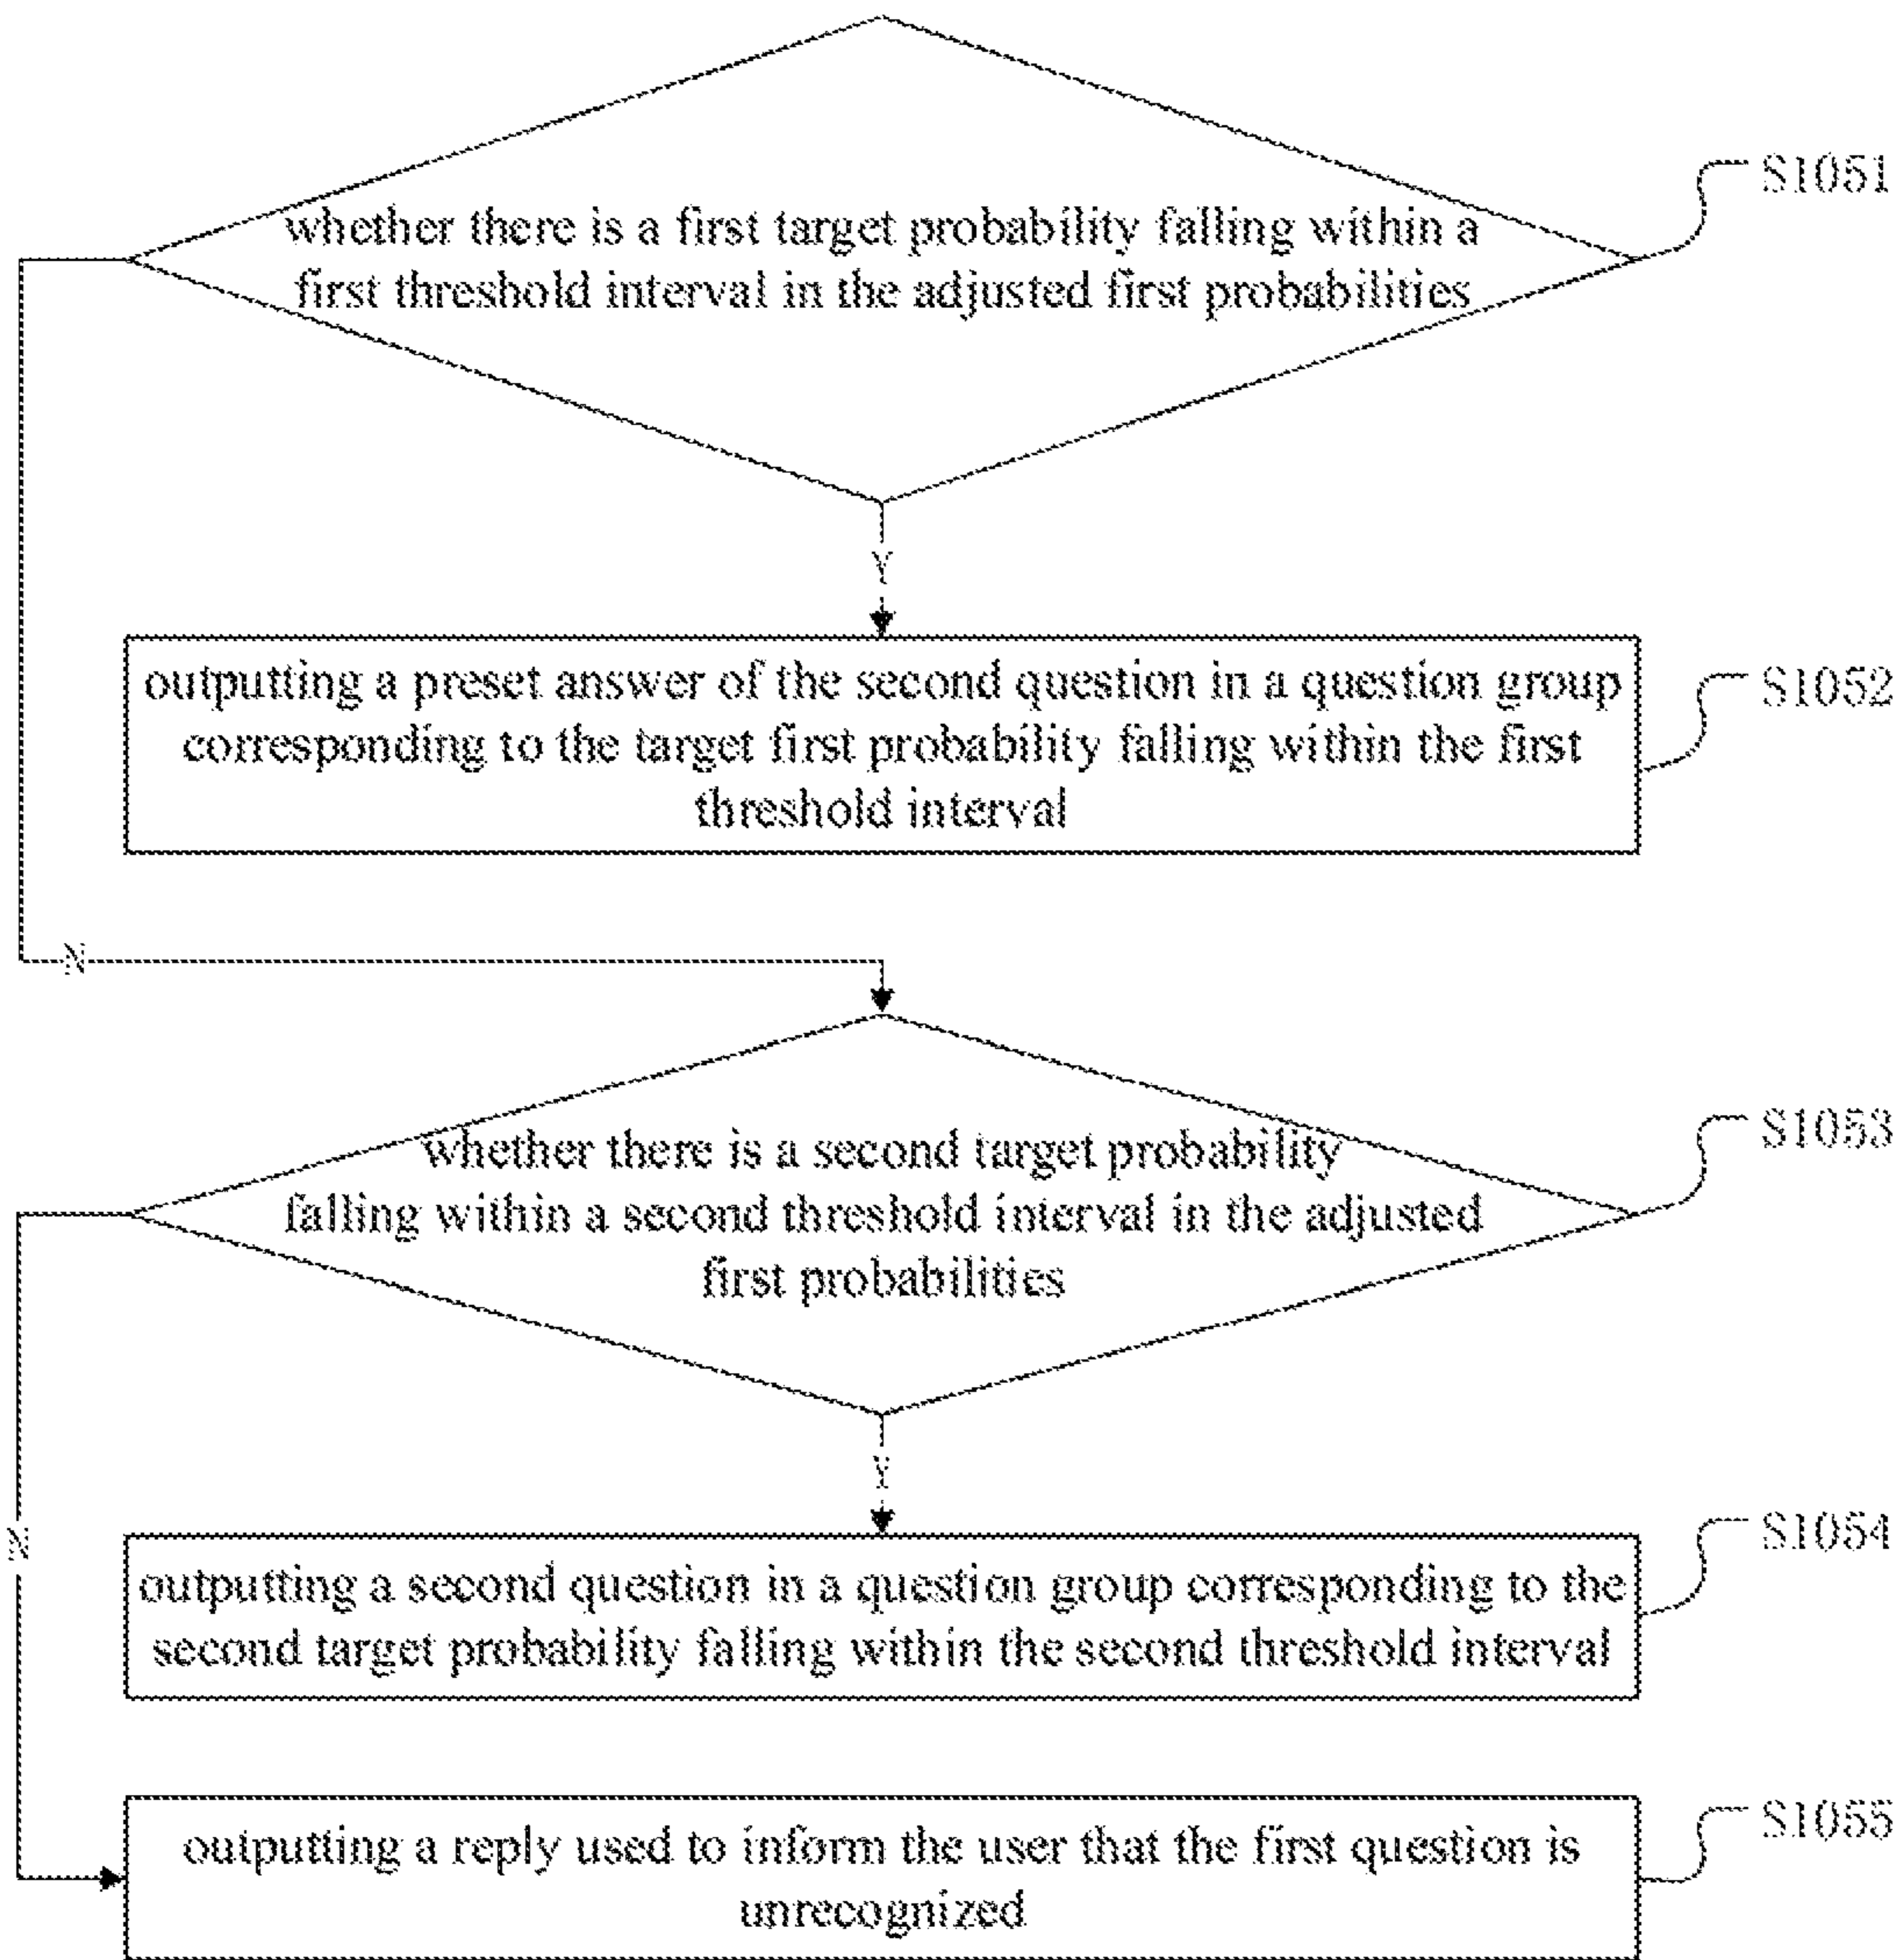 whether there is a first target probability falling within a
first threshold interval in the adjusted first probabilities
S1051
Y
outputting a preset answer of the second question in a question group
corresponding to the target first probability falling within the first
threshold interval
S1052
N
whether there is a second target probability
falling within a second threshold interval in the adjusted
first probabilities
S1053
Y
N
outputting a second question in a question group corresponding to the
second target probability falling within the second threshold interval
S1054
outputting a reply used to inform the user that the first question is
unrecognized
S1055